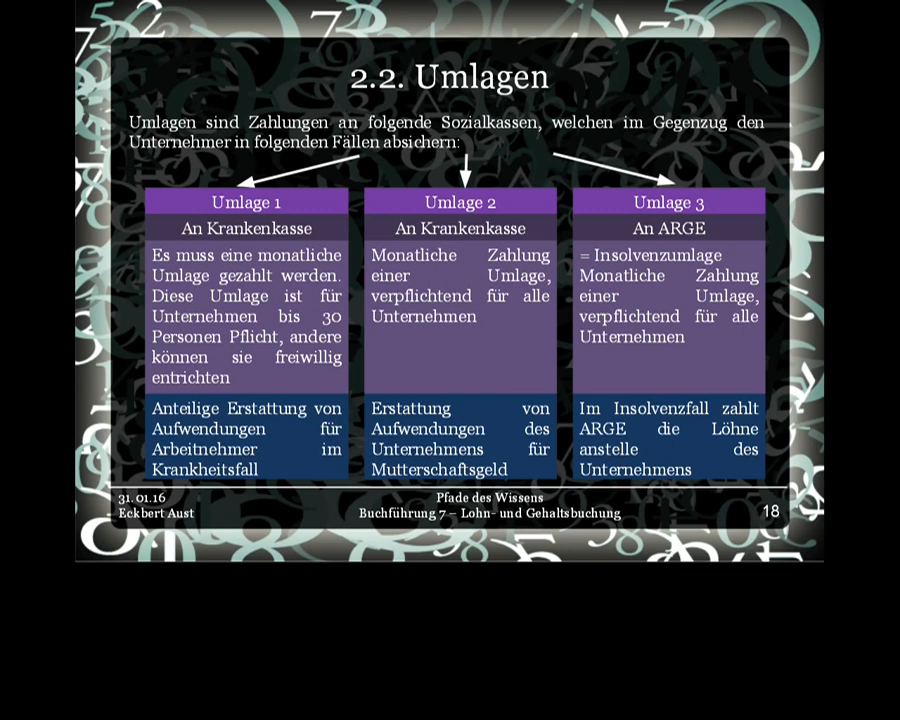 2.2. Umlagen
Umlagen sind Zahlungen an folgende Sozialkassen, welchen im Gegenzug den
Unternehmer in folgenden Fällen absichern:
Umlage 1
An Krankenkasse
Es muss eine monatliche
Umlage gezahlt werden.
Diese Umlage ist für
Unternehmen bis 30
Personen Pflicht, andere
können sie freiwillig
entrichten
Anteilige Erstattung von
Aufwendungen für
Arbeitnehmer im
Krankheitsfall
Umlage 2
An Krankenkasse
Monatliche Zahlung
einer Umlage,
verpflichtend für alle
Unternehmen
Erstattung von
Aufwendungen des
Unternehmens für
Mutterschaftsgeld
Umlage 3
An ARGE
= Insolvenzumlage
Monatliche Zahlung
einer Umlage,
verpflichtend für alle
Unternehmen
Im Insolvenzfall zahlt
ARGE die Löhne
anstelle des
Unternehmens
31.01.16
Eckbert Aust
Pfade des Wissens
Buchführung 7 – Lohn- und Gehaltsbuchung
18